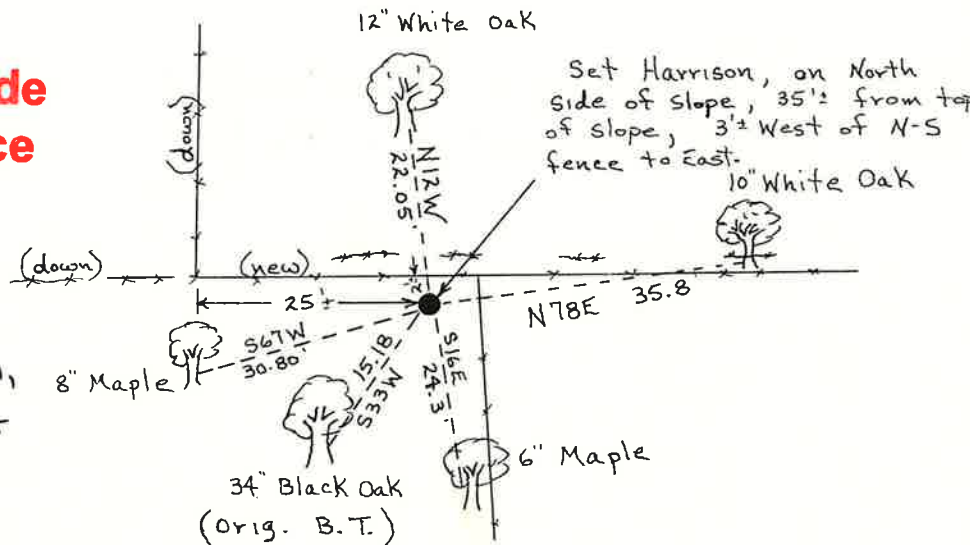 12" White Oak
de
ce
(down)
Set Harrison, on North
side of slope, 35'± from top
of slope, 3'± West of N-S
fence to East.
N12W
22.05'
10" White Oak
(down)
(new)
2'±
25'±
N78E 35.8
S67W
30.80'
15.18
S33W
S16E
24.3'
8" Maple
6" Maple
34" Black Oak
(Orig. B.T.)